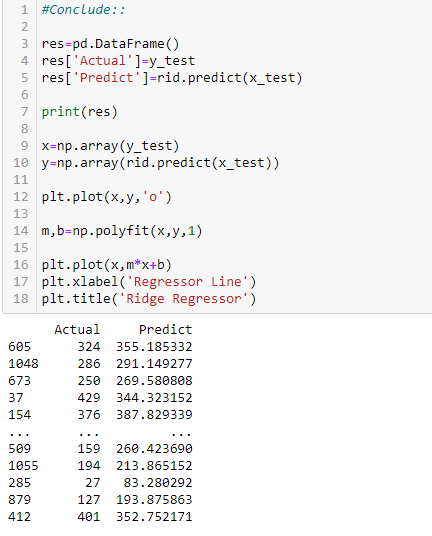 1 #Conclude::
2
3 res=pd.DataFrame()
4 res['Actual']=y_test
5 res['Predict']=rid.predict(x_test)
6
7 print(res)
8
9 x=np.array(y_test)
10 y=np.array(rid.predict(x_test))
11
12 plt.plot(x,y,'o')
13
14 m,b=np.polyfit(x,y,1)
15
16 plt.plot(x,m*x+b)
17 plt.xlabel('Regressor Line')
18 plt.title('Ridge Regressor')
Actual Predict
605 324 355.185332
1048 286 291.149277
673 250 269.580808
37 429 344.323152
154 376 387.829339
... ... ...
509 159 260.423690
1055 194 213.865152
285 27 83.280292
879 127 193.875863
412 401 352.752171